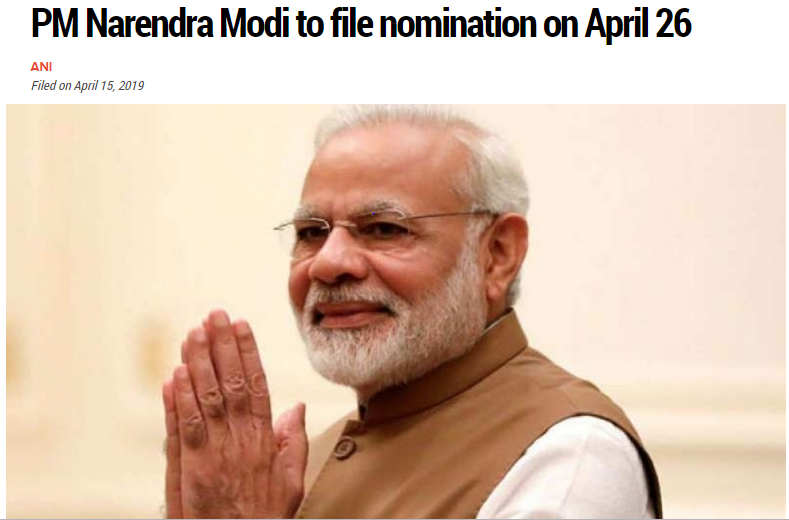 PM Narendra Modi to file nomination on April 26
ANI
Filed on April 15, 2019